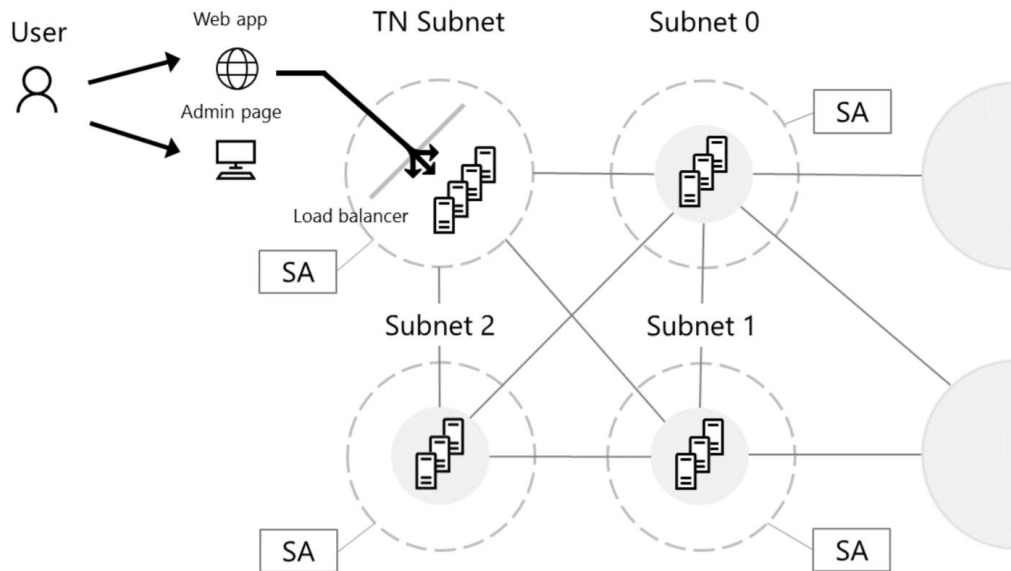 User
Web app
Admin page
TN Subnet
Subnet 0
SA
Load balancer
SA
Subnet 2
Subnet 1
SA
SA